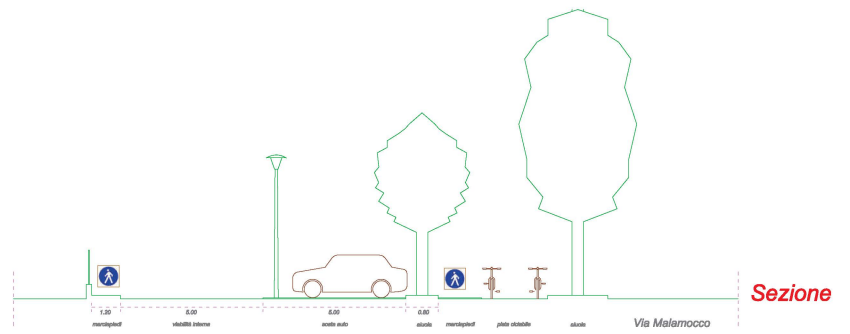 Sezione
1.20 5.00 5.00 0.80
marciapiedi viabilità interna sosta auto aiuola marciapiedi pista ciclabile aiuola Via Malamocco